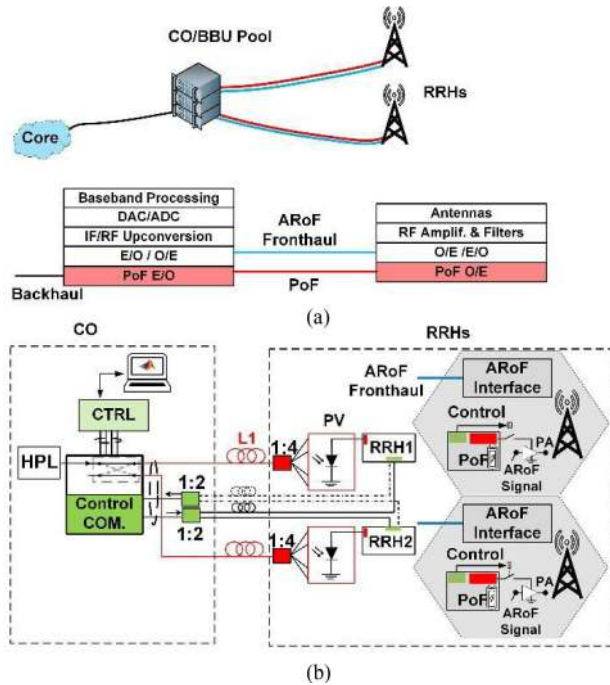 CO/BBU Pool
RRHs
Core
Baseband Processing
DAC/ADC
IF/RF Upconversion
E/O / O/E
PoF E/O
ARoF
Fronthaul
PoF
Antennas
RF Amplif. & Filters
O/E /E/O
PoF O/E
Backhaul
(a)
CO
RRHs
CTRL
HPL
Control
COM.
L1
1:4
PV
RRH1
1:2
1:2
1:4
RRH2
ARoF
Fronthaul
ARoF
Interface
Control
PoF
PA
ARoF
Signal
ARoF
Interface
Control
PoF
PA
ARoF
Signal
(b)